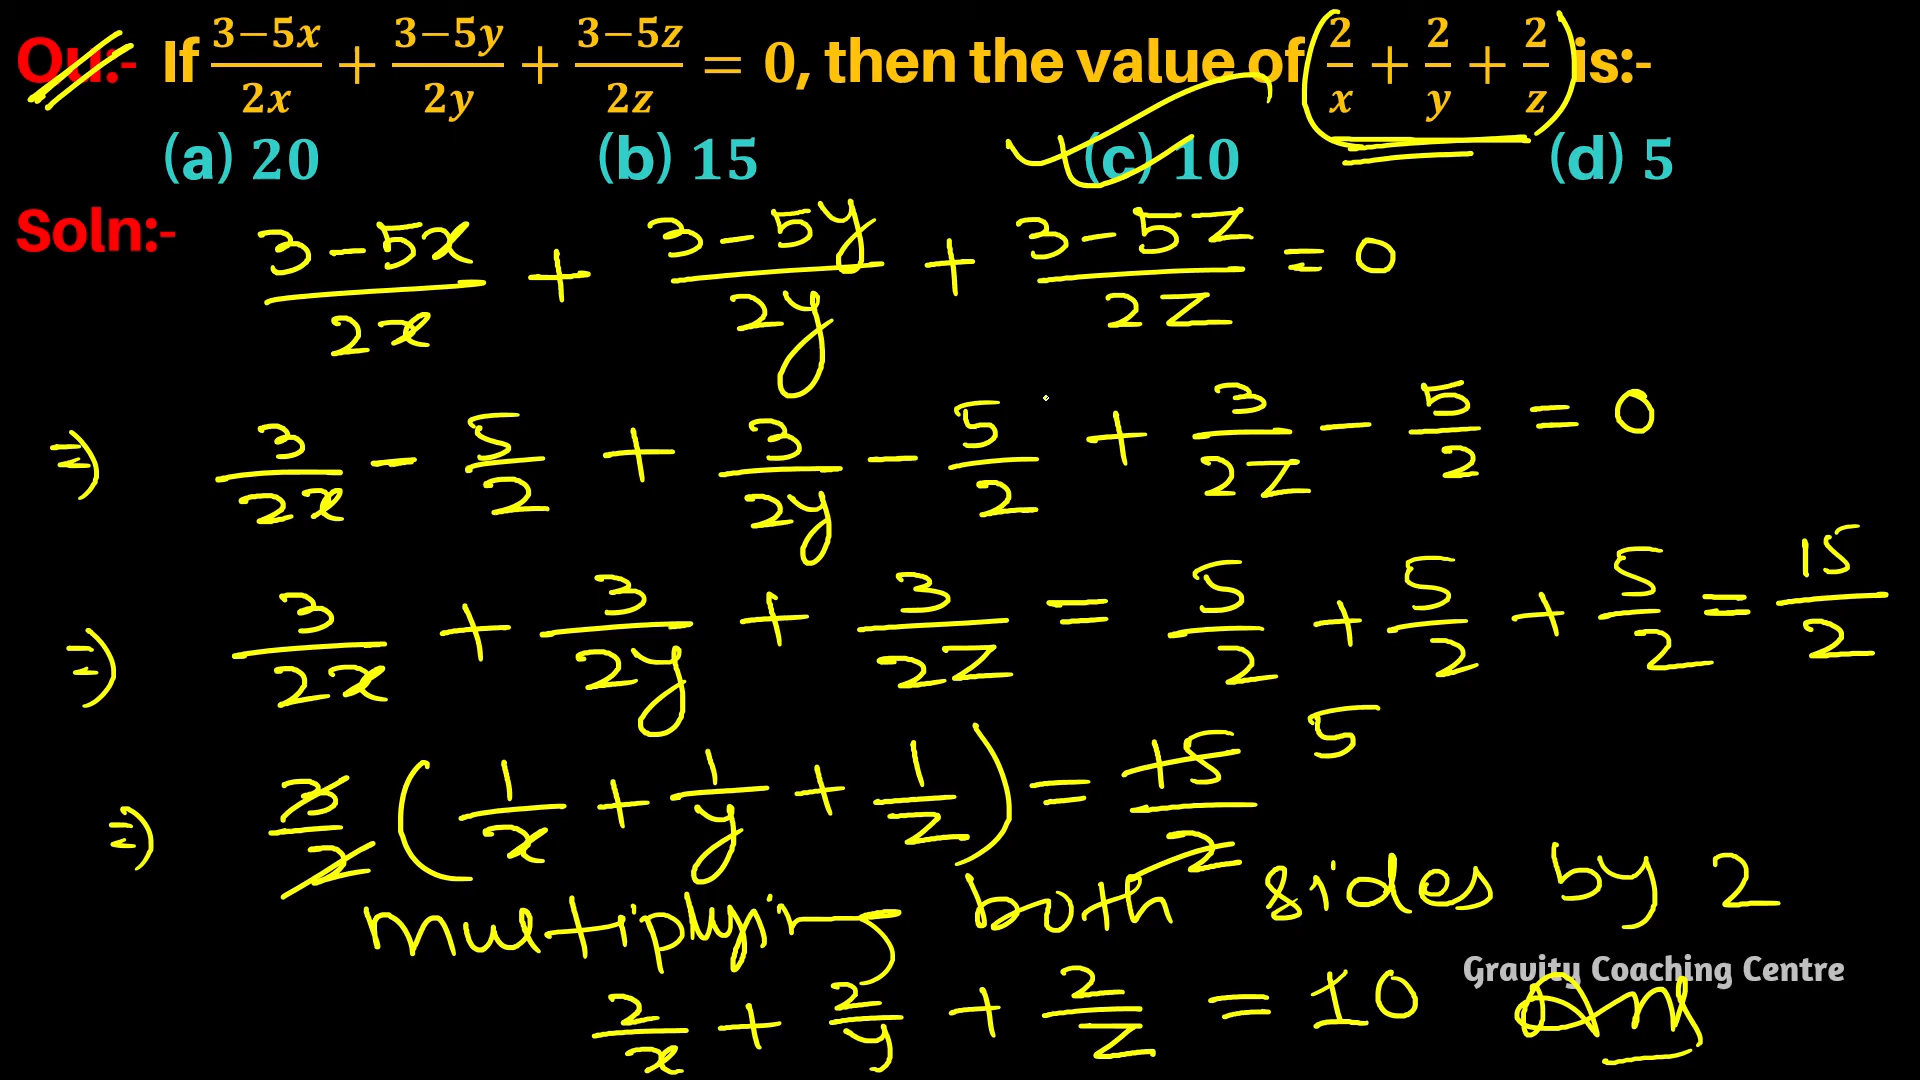 Qu:- If (3−5x)/2x + (3−5y)/2y + (3−5z)/2z = 0, then the value of 2/x + 2/y + 2/z is:-
(a) 20 (b) 15 (c) 10 (d) 5
Soln:- (3−5x)/2x + (3−5y)/2y + (3−5z)/2z = 0
⇒ 3/2x − 5/2 + 3/2y − 5/2 + 3/2z − 5/2 = 0
⇒ 3/2x + 3/2y + 3/2z = 5/2 + 5/2 + 5/2 = 15/2
⇒ 3/2 (1/x + 1/y + 1/z) = 15/2 5
multiplying both sides by 2
Gravity Coaching Centre
2/x + 2/y + 2/z = 10 Ans